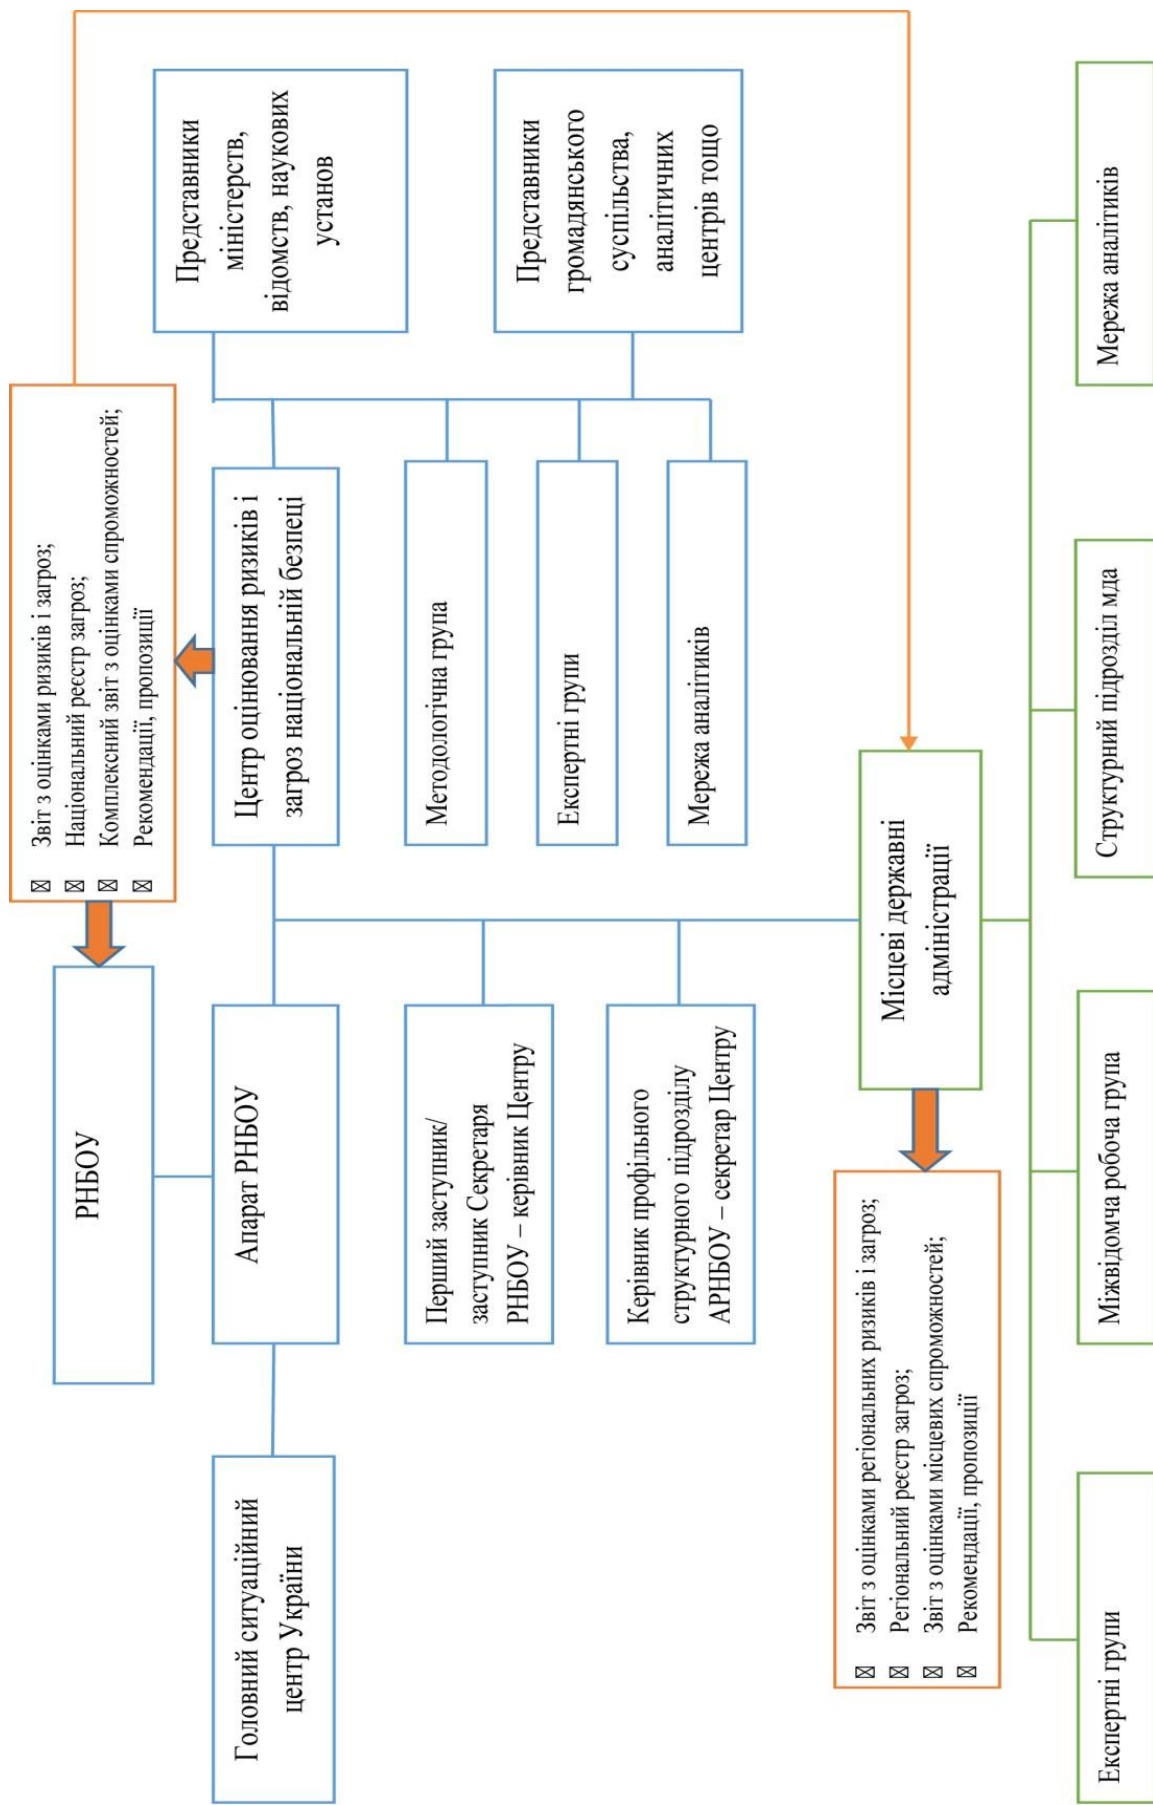 РНБОУ
Звіт з оцінками ризиків і загроз;
Національний реєстр загроз;
Комплексний звіт з оцінками спроможностей;
Рекомендації, пропозиції
Головний ситуаційний
центр України
Апарат РНБОУ
Центр оцінювання ризиків і
загроз національній безпеці
Представники
міністерств,
відомств, наукових
установ
Перший заступник/
заступник Секретаря
РНБОУ – керівник Центру
Методологічна група
Керівник профільного
структурного підрозділу
АРНБОУ – секретар Центру
Експертні групи
Представники
громадянського
суспільства,
аналітичних
центрів тощо
Мережа аналітиків
Звіт з оцінками регіональних ризиків і загроз;
Регіональний реєстр загроз;
Звіт з оцінками місцевих спроможностей;
Рекомендації, пропозиції
Місцеві державні
адміністрації
Експертні групи
Міжвідомча робоча група
Структурний підрозділ мда
Мережа аналітиків